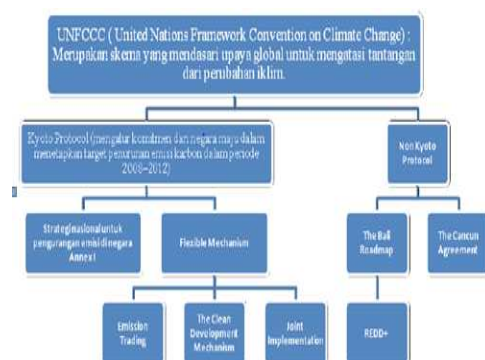 UNFCCC ( United Nations Framework Convention on Climate Change) :
Merupakan skema yang mendasari upaya global untuk mengatasi tantangan
dari perubahan iklim.
Kyoto Protocol (mengatur komitmen dari negara maju dalam
menetapkan target penurunan emisi karbon dalam periode
2008–2012)
Non Kyoto
Protocol
Strategi nasional untuk
pengurangan emisi di negara
Annex I
Flexible Mechanism
The Bali
Roadmap
The Cancun
Agreement
Emission
Trading
The Clean
Development
Mechanism
Joint
Implementation
REDD+